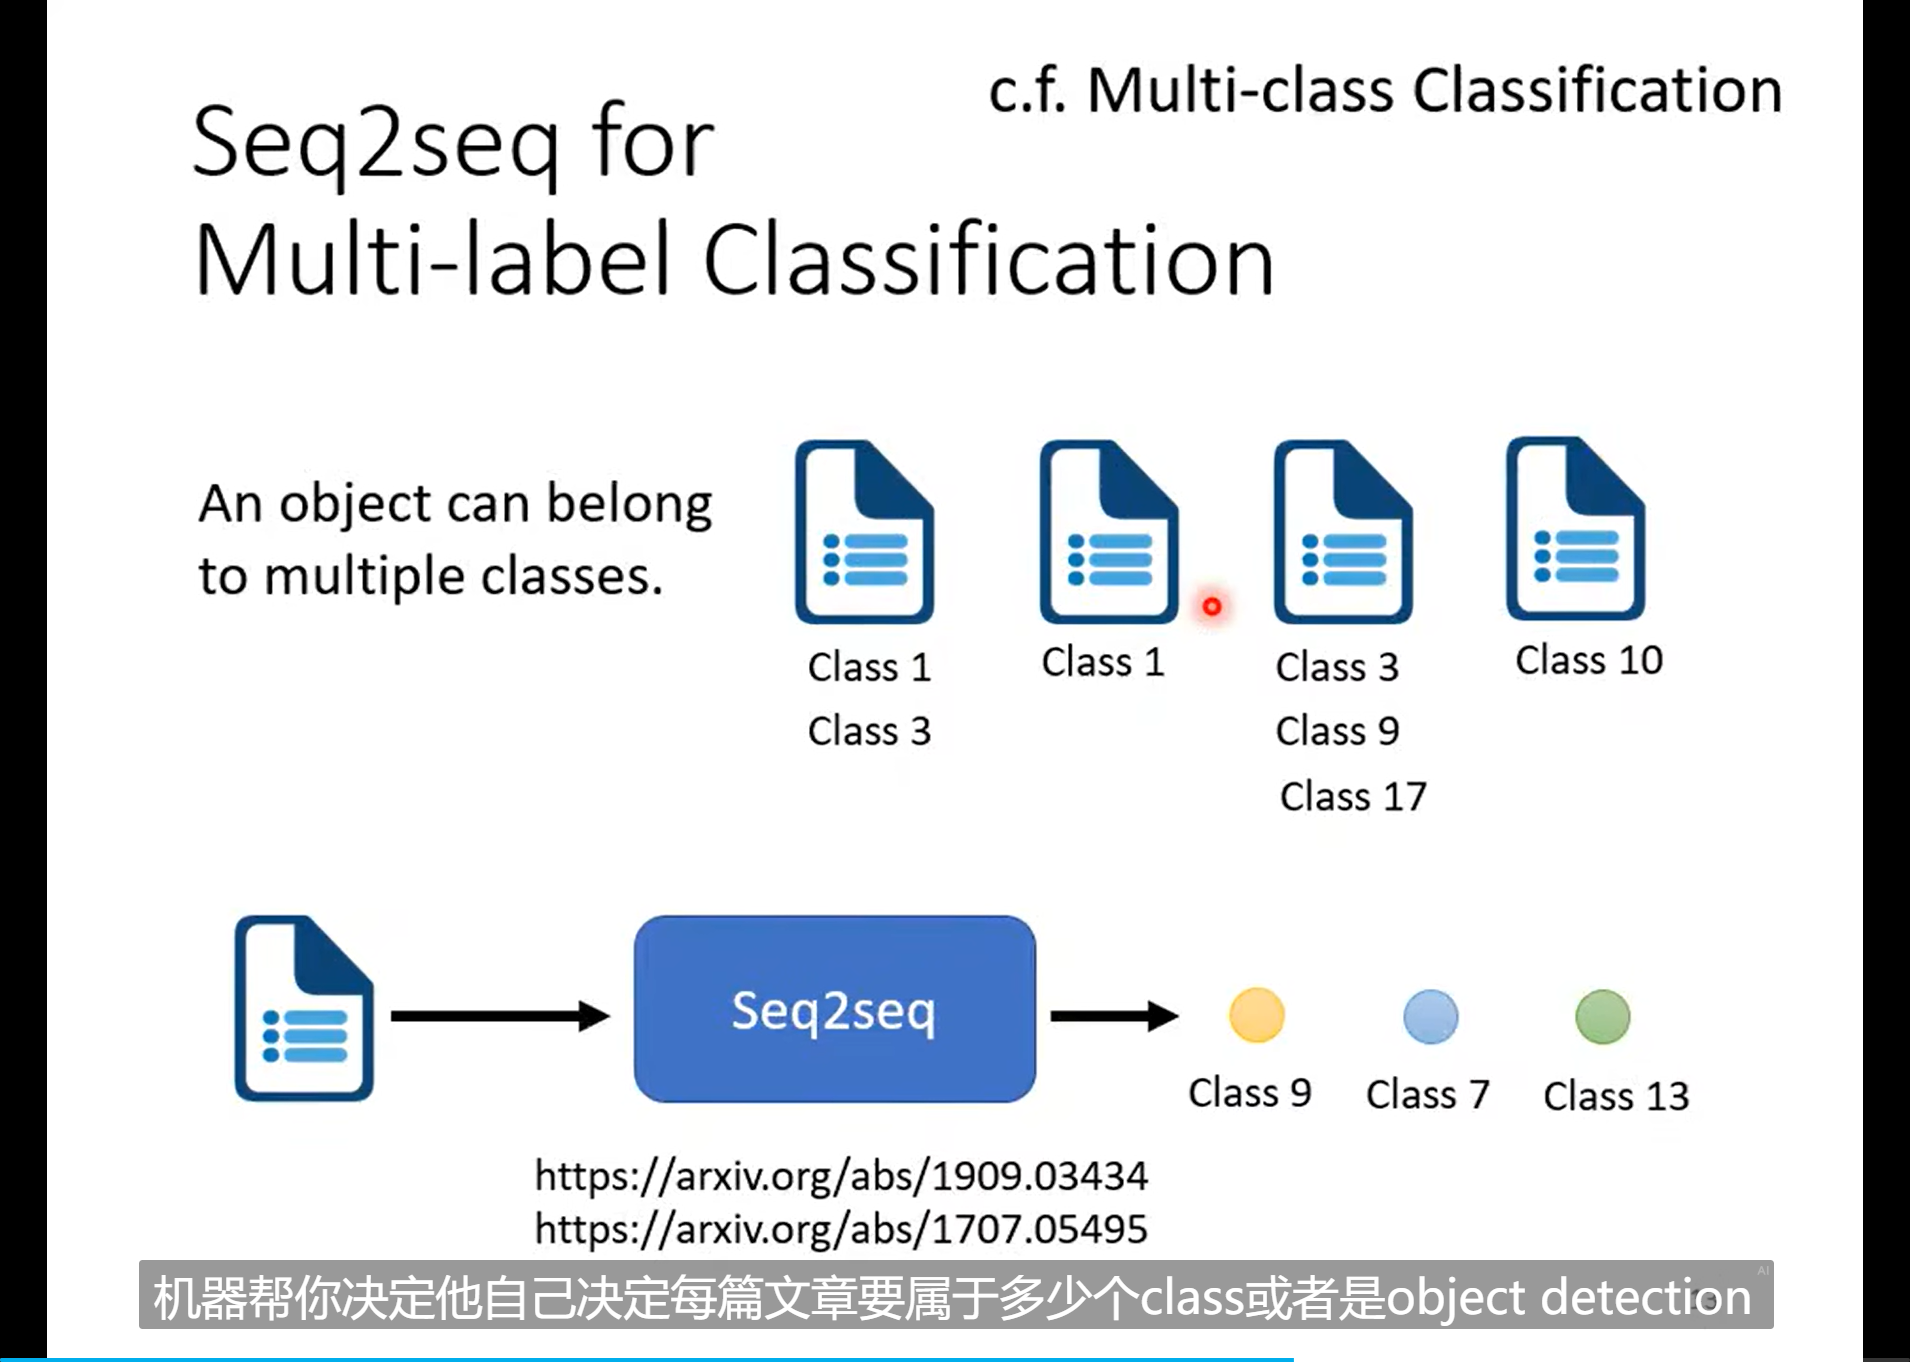 c.f. Multi-class Classification
Seq2seq for
Multi-label Classification
An object can belong
to multiple classes.
Class 1
Class 3
Class 1
Class 3
Class 9
Class 17
Class 10
Seq2seq
Class 9
Class 7
Class 13
https://arxiv.org/abs/1909.03434
https://arxiv.org/abs/1707.05495
AI
机器帮你决定他自己决定每篇文章要属于多少个class或者是object detection